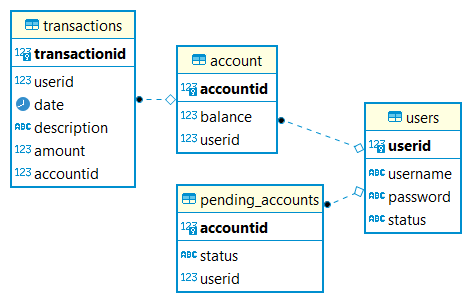 transactions
123 transactionid
123 userid
date
ABC description
123 amount
123 accountid
account
123 accountid
123 balance
123 userid
users
123 userid
ABC username
ABC password
ABC status
pending_accounts
123 accountid
ABC status
123 userid